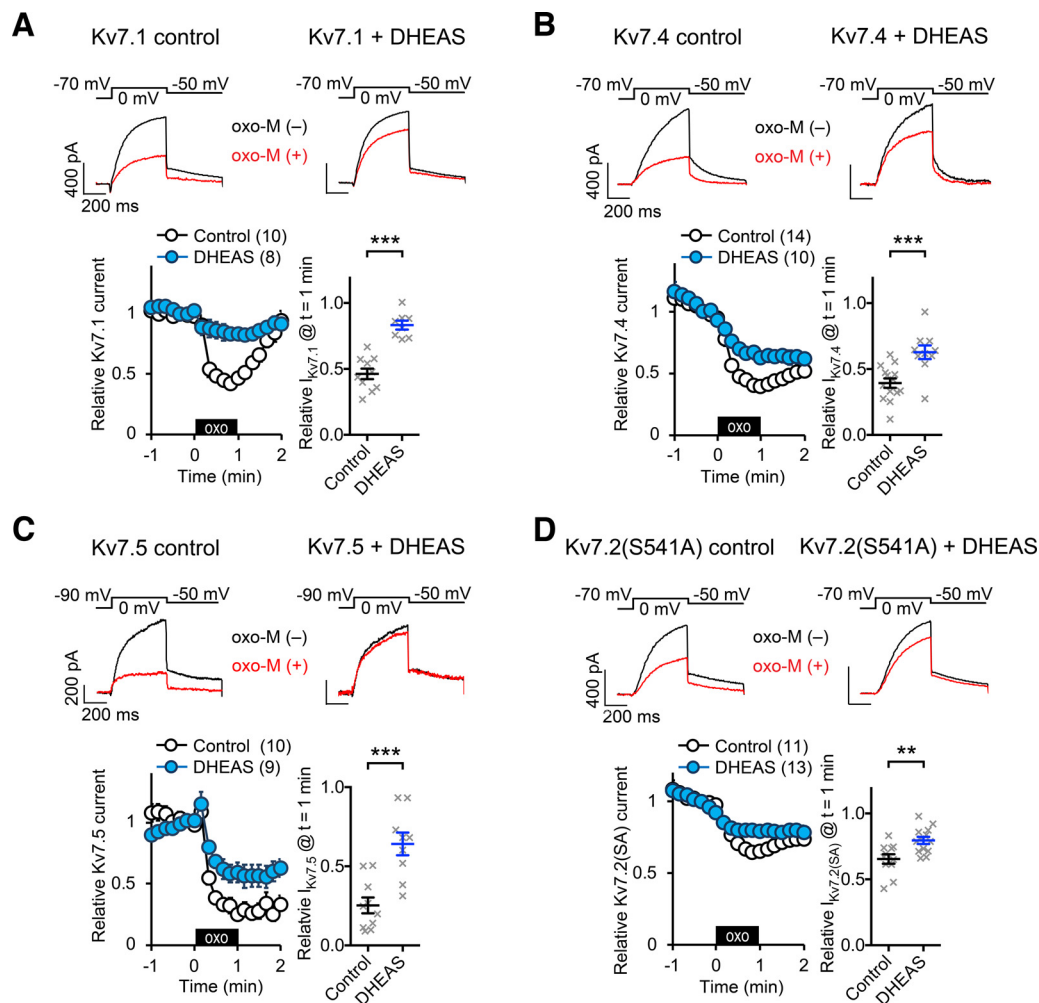 A
Kv7.1 control
Kv7.1 + DHEAS
-70 mV
0 mV
-50 mV
-70 mV
0 mV
-50 mV
oxo-M (–)
oxo-M (+)
400 pA
200 ms
Control (10)
DHEAS (8)
Relative Kv7.1 current
1
0.5
0
oxo
-1
0
1
2
Time (min)
Relative IKv7.1 @ t = 1 min
1.0
0.5
0.0
***
Control
DHEAS
B
Kv7.4 control
Kv7.4 + DHEAS
-70 mV
0 mV
-50 mV
-70 mV
0 mV
-50 mV
oxo-M (–)
oxo-M (+)
400 pA
200 ms
Control (14)
DHEAS (10)
Relative Kv7.4 current
1
0.5
0
oxo
-1
0
1
2
Time (min)
Relative IKv7.4 @ t = 1 min
1.0
0.5
0.0
***
Control
DHEAS
C
Kv7.5 control
Kv7.5 + DHEAS
-90 mV
0 mV
-50 mV
-90 mV
0 mV
-50 mV
oxo-M (–)
oxo-M (+)
200 pA
200 ms
Control (10)
DHEAS (9)
Relative Kv7.5 current
1
0.5
0
oxo
-1
0
1
2
Time (min)
Relatvie IKv7.5 @ t = 1 min
1.0
0.5
0.0
***
Control
DHEAS
D
Kv7.2(S541A) control
Kv7.2(S541A) + DHEAS
-70 mV
0 mV
-50 mV
-70 mV
0 mV
-50 mV
oxo-M (–)
oxo-M (+)
400 pA
200 ms
Control (11)
DHEAS (13)
Relative Kv7.2(SA) current
1
0.5
0
oxo
-1
0
1
2
Time (min)
Relative IKv7.2(SA) @ t = 1 min
1.0
0.5
0.0
**
Control
DHEAS